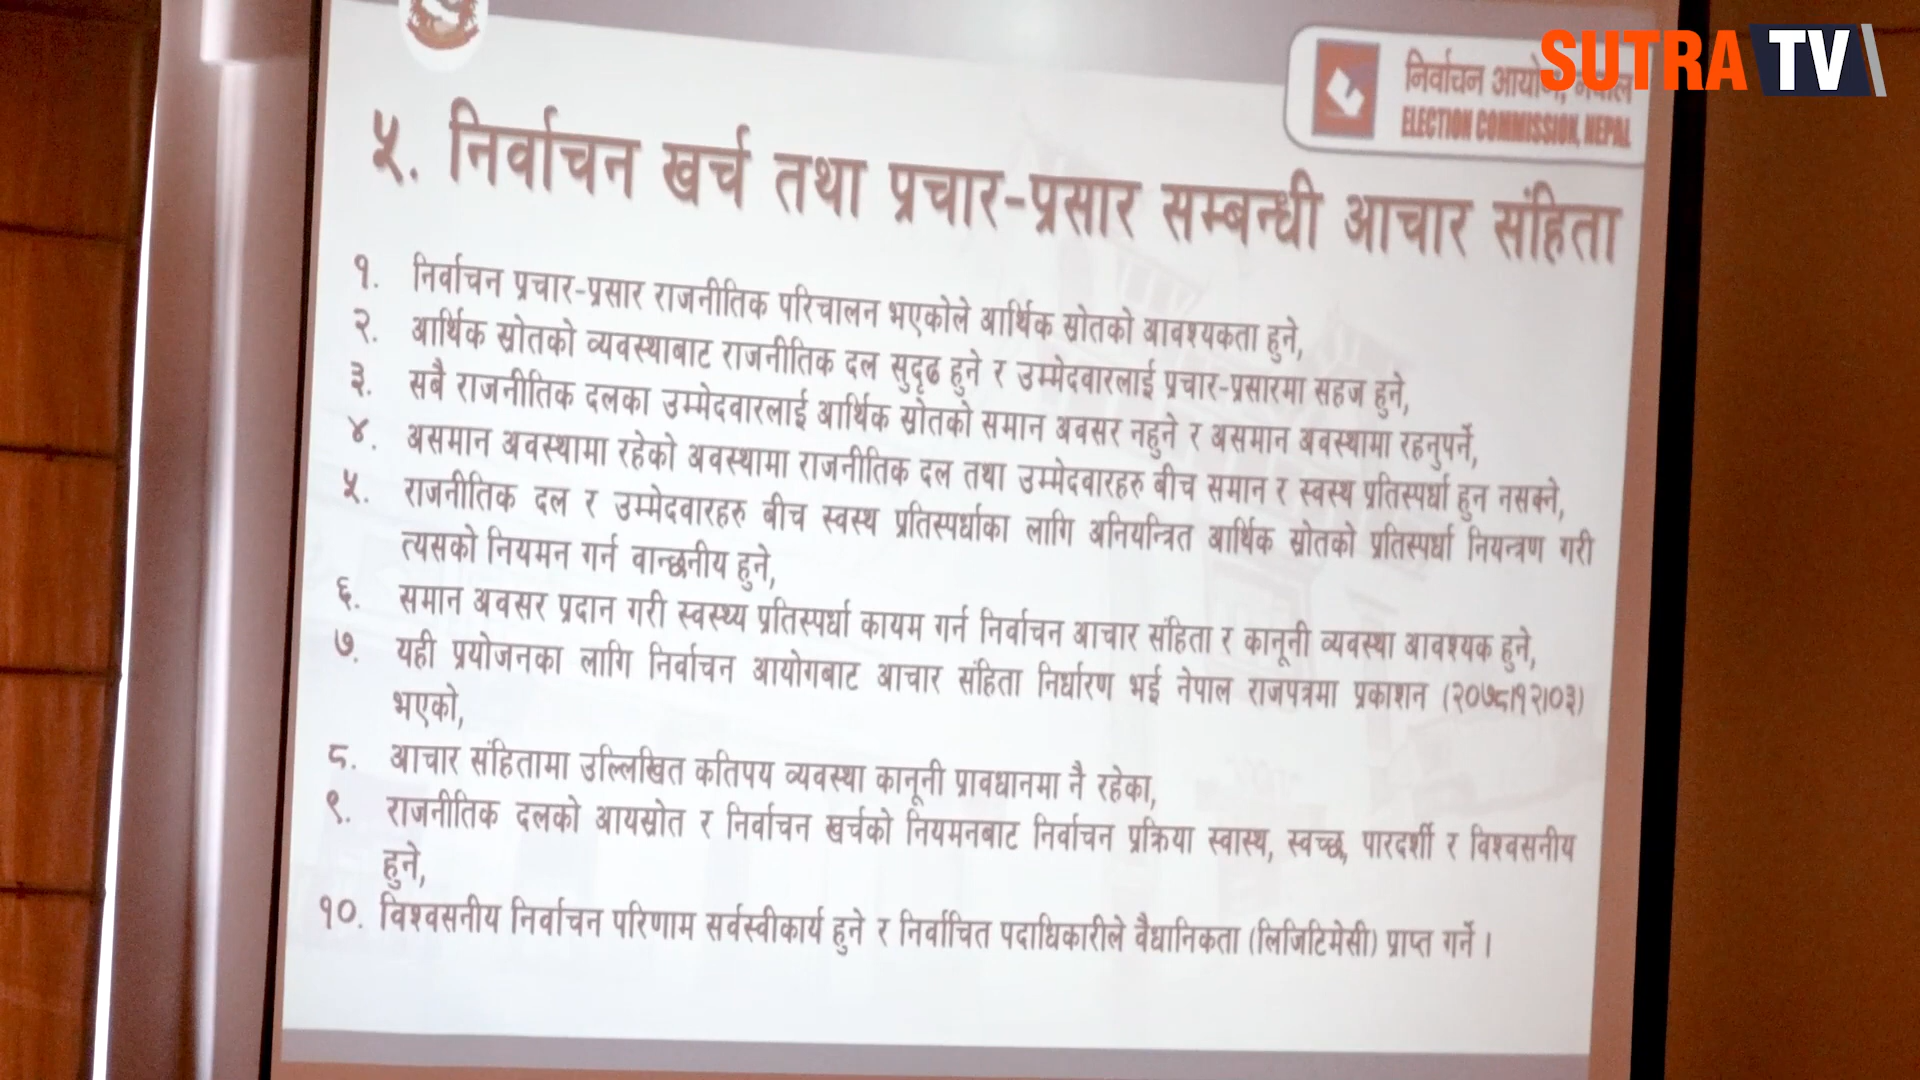 SUTRA TV
निर्वाचन आयोग, नेपाल
ELECTION COMMISSION, NEPAL
५. निर्वाचन खर्च तथा प्रचार-प्रसार सम्बन्धी आचार संहिता
१. निर्वाचन प्रचार-प्रसार राजनीतिक परिचालन भएकोले आर्थिक स्रोतको आवश्यकता हुने,
२. आर्थिक स्रोतको व्यवस्थाबाट राजनीतिक दल सुदृढ हुने र उम्मेदवारलाई प्रचार-प्रसारमा सहज हुने,
३. सबै राजनीतिक दलका उम्मेदवारलाई आर्थिक स्रोतको समान अवसर नहुने र असमान अवस्थामा रहनुपर्ने,
४. असमान अवस्थामा रहेको अवस्थामा राजनीतिक दल तथा उम्मेदवारहरु बीच समान र स्वस्थ प्रतिस्पर्धा हुन नसक्ने,
५. राजनीतिक दल र उम्मेदवारहरु बीच स्वस्थ प्रतिस्पर्धाका लागि अनियन्त्रित आर्थिक स्रोतको प्रतिस्पर्धा नियन्त्रण गरी
त्यसको नियमन गर्न वान्छनीय हुने,
६. समान अवसर प्रदान गरी स्वस्थ्य प्रतिस्पर्धा कायम गर्न निर्वाचन आचार संहिता र कानूनी व्यवस्था आवश्यक हुने,
७. यही प्रयोजनका लागि निर्वाचन आयोगबाट आचार संहिता निर्धारण भई नेपाल राजपत्रमा प्रकाशन (२०७८।१२।०३)
भएको,
८. आचार संहितामा उल्लिखित कतिपय व्यवस्था कानूनी प्रावधानमा नै रहेका,
९. राजनीतिक दलको आयस्रोत र निर्वाचन खर्चको नियमनबाट निर्वाचन प्रक्रिया स्वास्थ, स्वच्छ, पारदर्शी र विश्वसनीय
हुने,
१०. विश्वसनीय निर्वाचन परिणाम सर्वस्वीकार्य हुने र निर्वाचित पदाधिकारीले वैधानिकता (लिजिटिमेसी) प्राप्त गर्ने ।